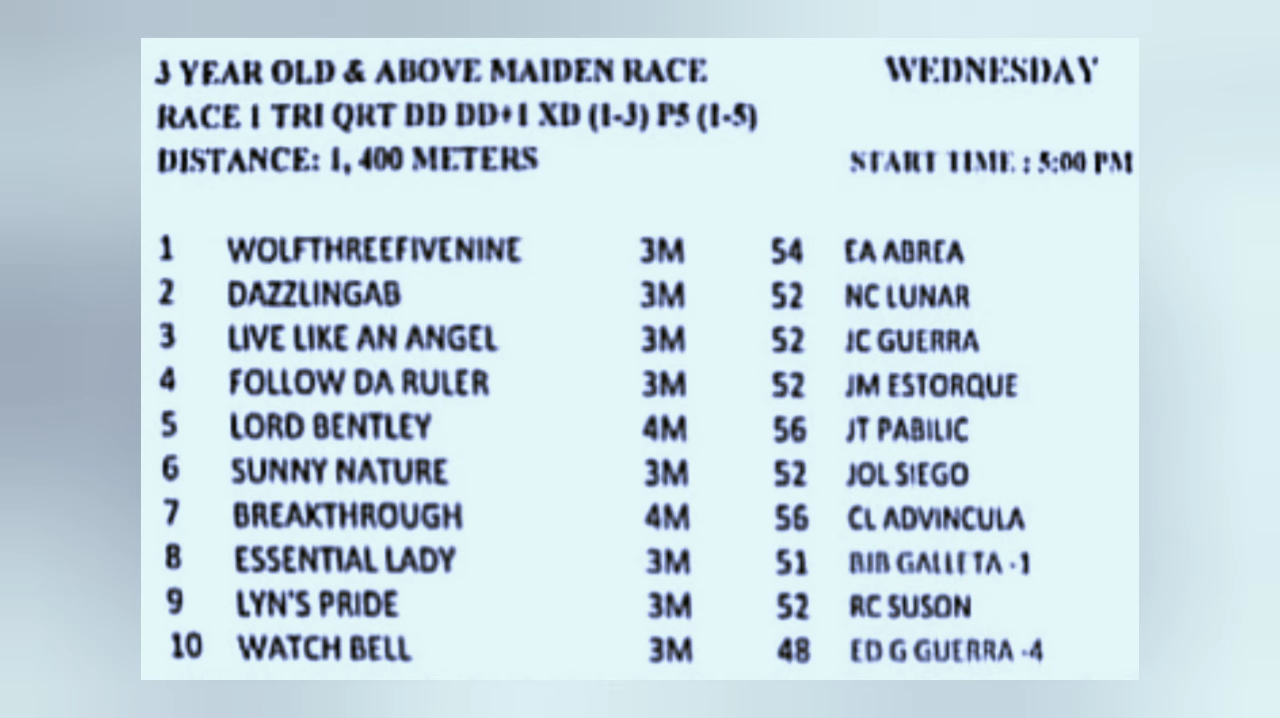 3 YEAR OLD & ABOVE MAIDEN RACE WEDNESDAY
RACE 1 TRI QRT DD DD+1 XD (1-3) P5 (1-5)
DISTANCE: 1, 400 METERS START TIME : 5:00 PM
1 WOLFTHREEFIVENINE 3M 54 EA ABREA
2 DAZZLINGAB 3M 52 NC LUNAR
3 LIVE LIKE AN ANGEL 3M 52 JC GUERRA
4 FOLLOW DA RULER 3M 52 JM ESTORQUE
5 LORD BENTLEY 4M 56 JT PABILIC
6 SUNNY NATURE 3M 52 JOL SIEGO
7 BREAKTHROUGH 4M 56 CL ADVINCULA
8 ESSENTIAL LADY 3M 51 GALLETA -1
9 LYN'S PRIDE 3M 52 RC SUSON
10 WATCH BELL 3M 48 ED G GUERRA -4